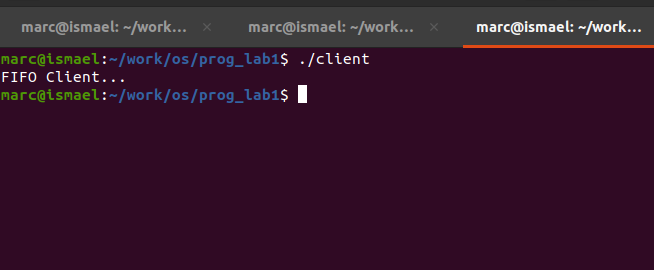 marc@ismael: ~/work... × marc@ismael: ~/work... × marc@ismael: ~/work...
marc@ismael:~/work/os/prog_lab1$ ./client
FIFO Client...
marc@ismael:~/work/os/prog_lab1$